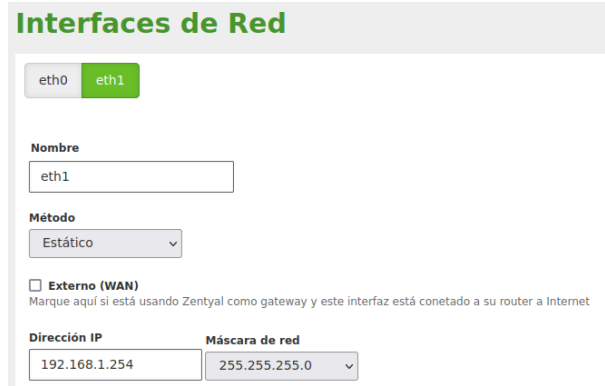 Interfaces de Red
eth0 eth1
Nombre
eth1
Método
Estático
Externo (WAN)
Marque aquí si está usando Zentyal como gateway y este interfaz está conetado a su router a Internet
Dirección IP Máscara de red
192.168.1.254 255.255.255.0